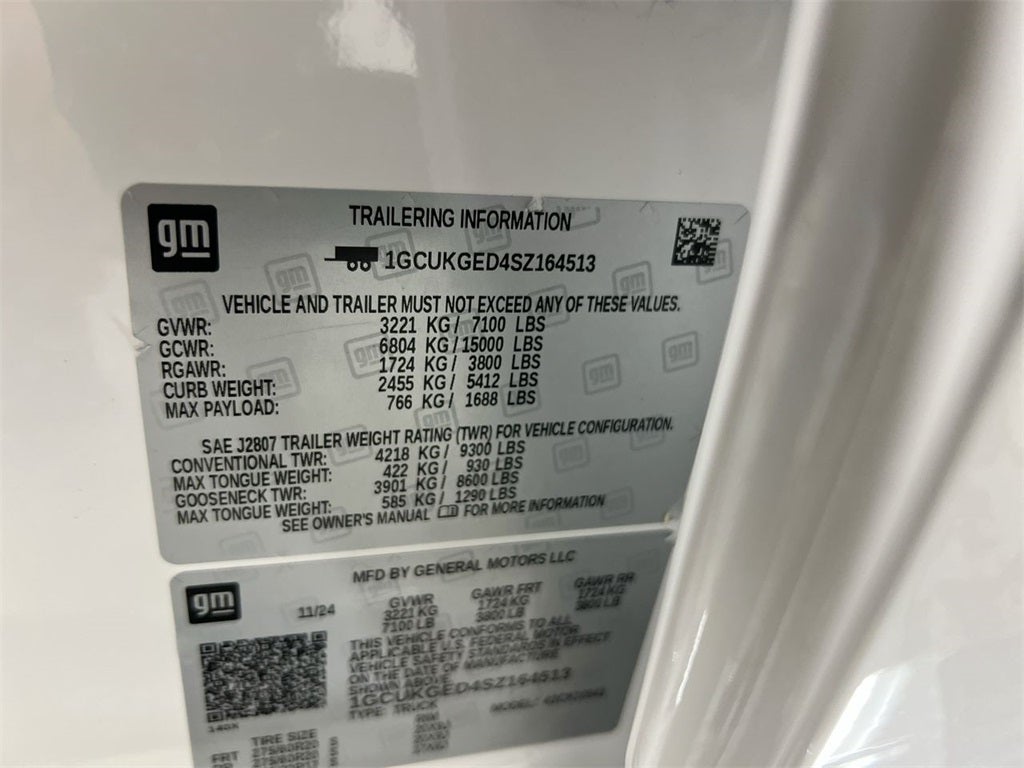 gm
TRAILERING INFORMATION
1GCUKGED4SZ164513
VEHICLE AND TRAILER MUST NOT EXCEED ANY OF THESE VALUES.
GVWR: 3221 KG / 7100 LBS
GCWR: 6804 KG / 15000 LBS
RGAWR: 1724 KG / 3800 LBS
CURB WEIGHT: 2455 KG / 5412 LBS
MAX PAYLOAD: 766 KG / 1688 LBS
SAE J2807 TRAILER WEIGHT RATING (TWR) FOR VEHICLE CONFIGURATION.
CONVENTIONAL TWR: 4218 KG / 9300 LBS
MAX TONGUE WEIGHT: 422 KG / 930 LBS
GOOSENECK TWR: 3901 KG / 8600 LBS
MAX TONGUE WEIGHT: 585 KG / 1290 LBS
SEE OWNER'S MANUAL FOR MORE INFORMATION
gm
MFD BY GENERAL MOTORS LLC
11/24 GVWR GAWR FRT GAWR RR
3221 KG 1724 KG 1724 KG
7100 LB 3800 LB 3800 LB
THIS VEHICLE CONFORMS TO ALL
APPLICABLE U.S. FEDERAL MOTOR
VEHICLE SAFETY STANDARDS IN EFFECT
ON THE DATE OF MANUFACTURE
SHOWN ABOVE.
1GCUKGED4SZ164513
TYPE: TRUCK MODEL:
TIRE SIZE RIM
FRT 275/60R20 S